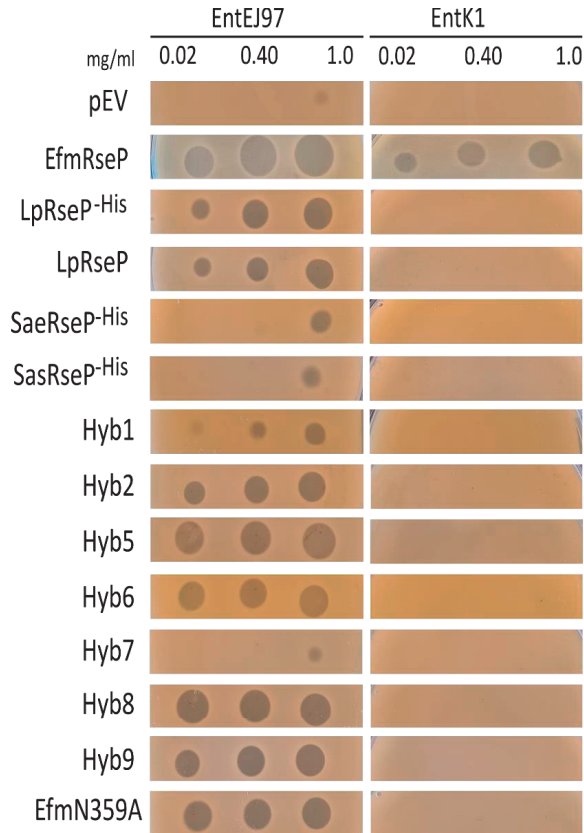 EntEJ97 EntK1
mg/ml 0.02 0.40 1.0 0.02 0.40 1.0
pEV
EfmRseP
LpRseP-His
LpRseP
SaeRseP-His
SasRseP-His
Hyb1
Hyb2
Hyb5
Hyb6
Hyb7
Hyb8
Hyb9
EfmN359A